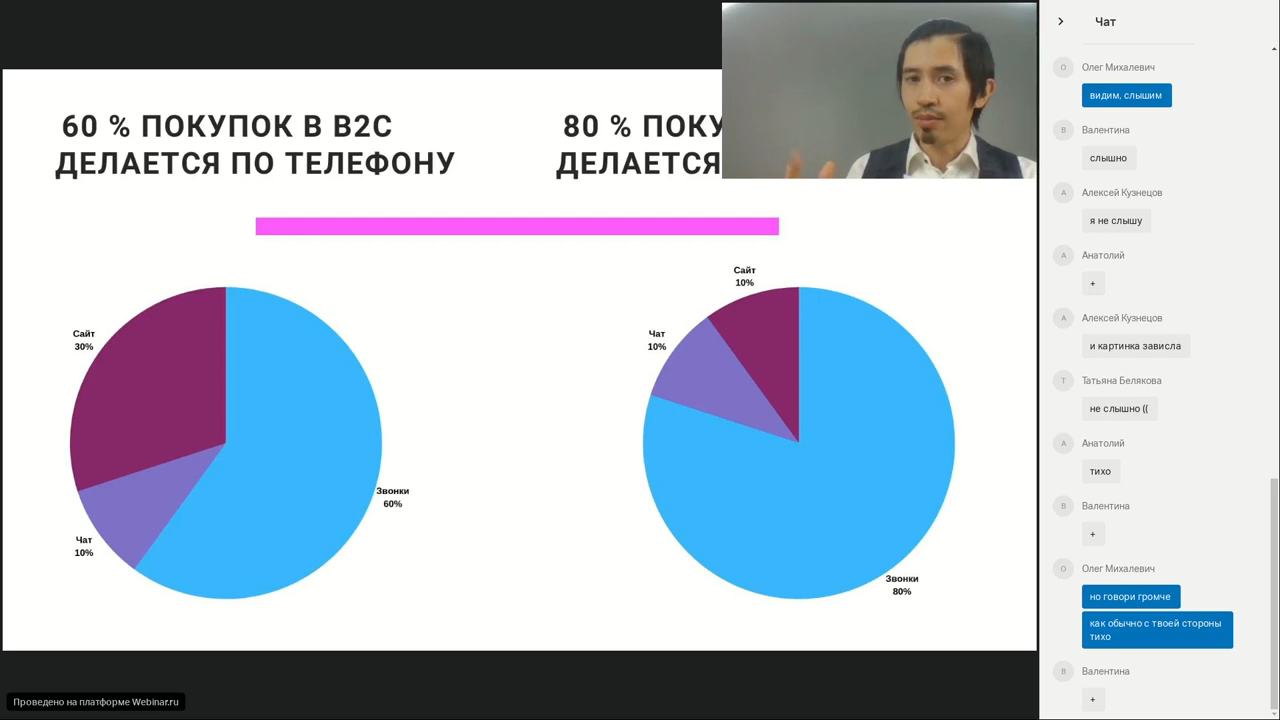 60 % ПОКУПОК В B2C
ДЕЛАЕТСЯ ПО ТЕЛЕФОНУ
80 %
ДЕЛАЕТСЯ
Сайт
30%
Чат
10%
Звонки
60%
Сайт
10%
Чат
10%
Звонки
80%
Проведено на платформе Webinar.ru
Чат
О
Олег Михалевич
видим, слышим
В
Валентина
слышно
А
Алексей Кузнецов
я не слышу
А
Анатолий
+
А
Алексей Кузнецов
и картинка зависла
Т
Татьяна Белякова
не слышно ((
А
Анатолий
тихо
В
Валентина
+
О
Олег Михалевич
но говори громче
как обычно с твоей стороны
тихо
В
Валентина
+